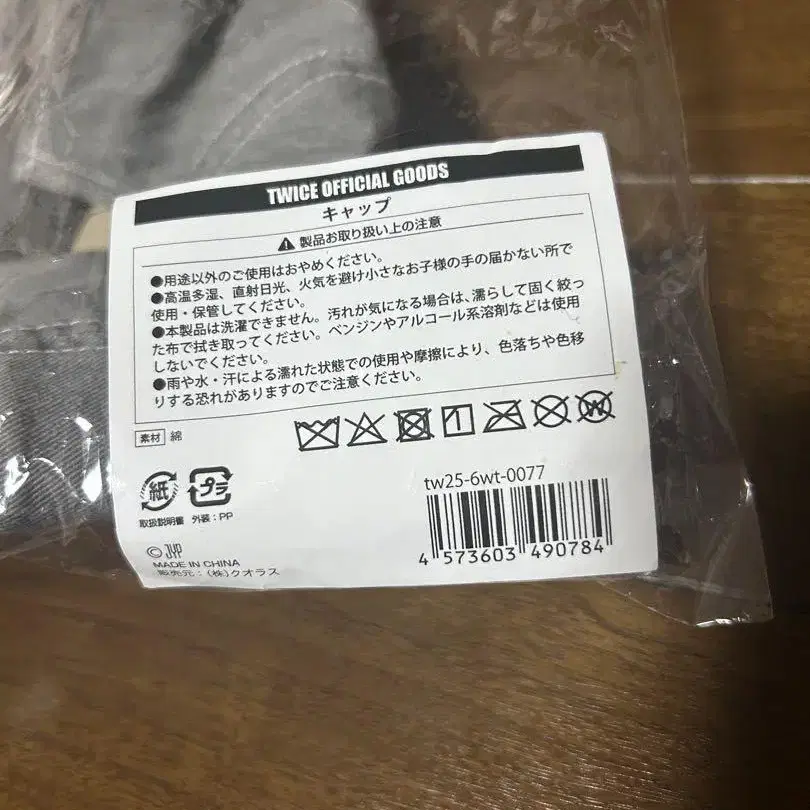 TWICE OFFICIAL GOODS
キャップ
製品お取り扱い上の注意
●用途以外のご使用はおやめください。
●高温多湿、直射日光、火気を避け小さなお子様の手の届かない所で
使用・保管してください。
●本製品は洗濯できません。汚れが気になる場合は、濡らして固く絞っ
た布で拭き取ってください。ベンジンやアルコール系溶剤などは使用
しないでください。
●雨や水・汗による濡れた状態での使用や摩擦により、色落ちや色移
りする恐れがありますのでご注意ください。
素材 綿
W
紙 プラ
取扱説明書 外装：PP
tw25-6wt-0077
4 573603 490784
© JYP
MADE IN CHINA
販売元：(株)クオラス